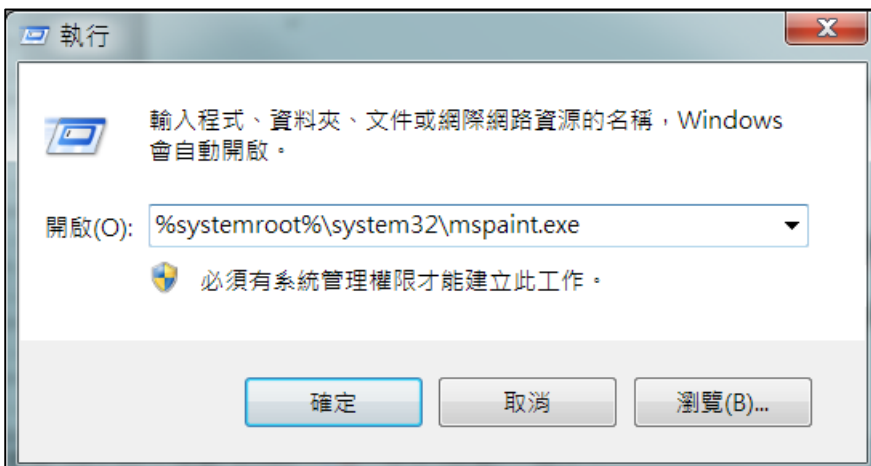 執行
輸入程式、資料夾、文件或網際網路資源的名稱，Windows
會自動開啟。
開啟(O): %systemroot%\system32\mspaint.exe
必須有系統管理權限才能建立此工作。
確定 取消 瀏覽(B)...